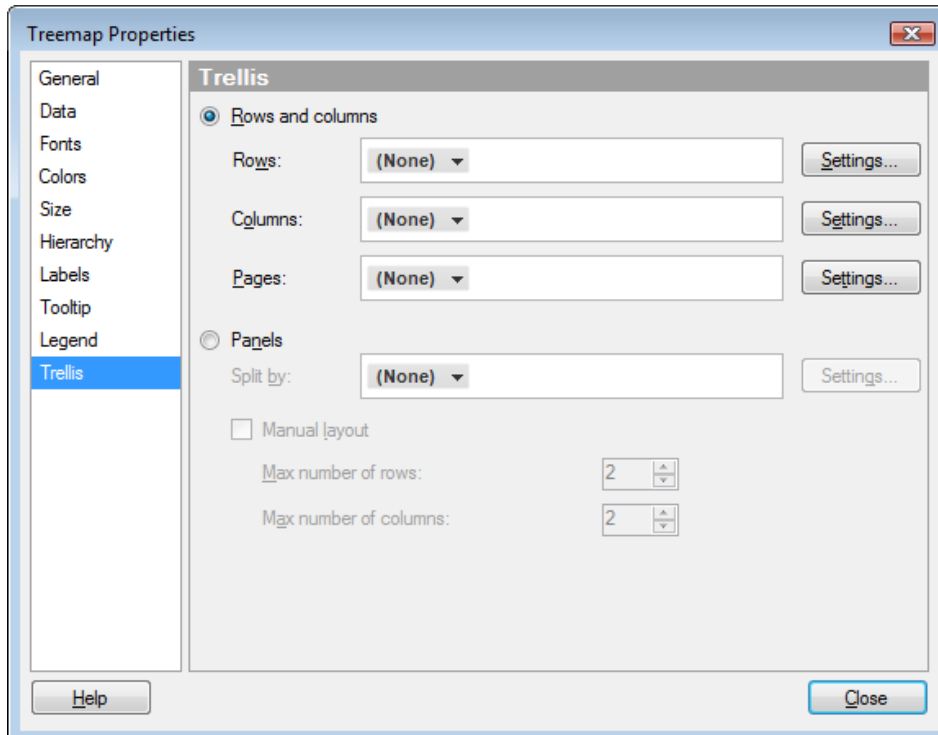 Treemap Properties
General
Data
Fonts
Colors
Size
Hierarchy
Labels
Tooltip
Legend
Trellis
Trellis
Rows and columns
Rows: (None) Settings...
Columns: (None) Settings...
Pages: (None) Settings...
Panels
Split by: (None) Settings...
Manual layout
Max number of rows: 2
Max number of columns: 2
Help Close